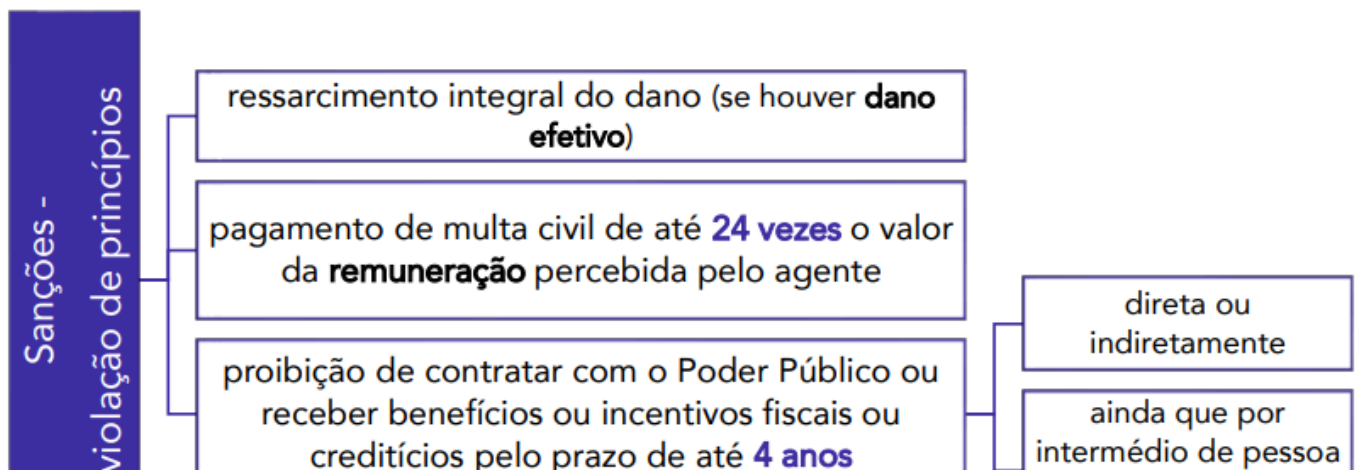 Sanções -
violação de princípios
ressarcimento integral do dano (se houver dano
efetivo)
pagamento de multa civil de até 24 vezes o valor
da remuneração percebida pelo agente
proibição de contratar com o Poder Público ou
receber benefícios ou incentivos fiscais ou
creditícios pelo prazo de até 4 anos
direta ou
indiretamente
ainda que por
intermédio de pessoa